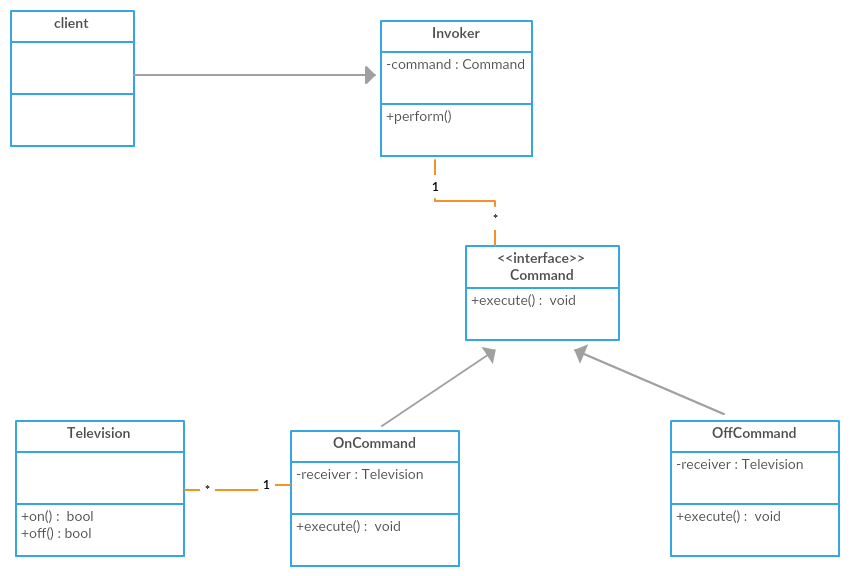 client
Invoker
-command : Command
+perform()
1
*
<<interface>>
Command
+execute() : void
Television
+on() : bool
+off() : bool
*
1
OnCommand
-receiver : Television
+execute() : void
OffCommand
-receiver : Television
+execute() : void